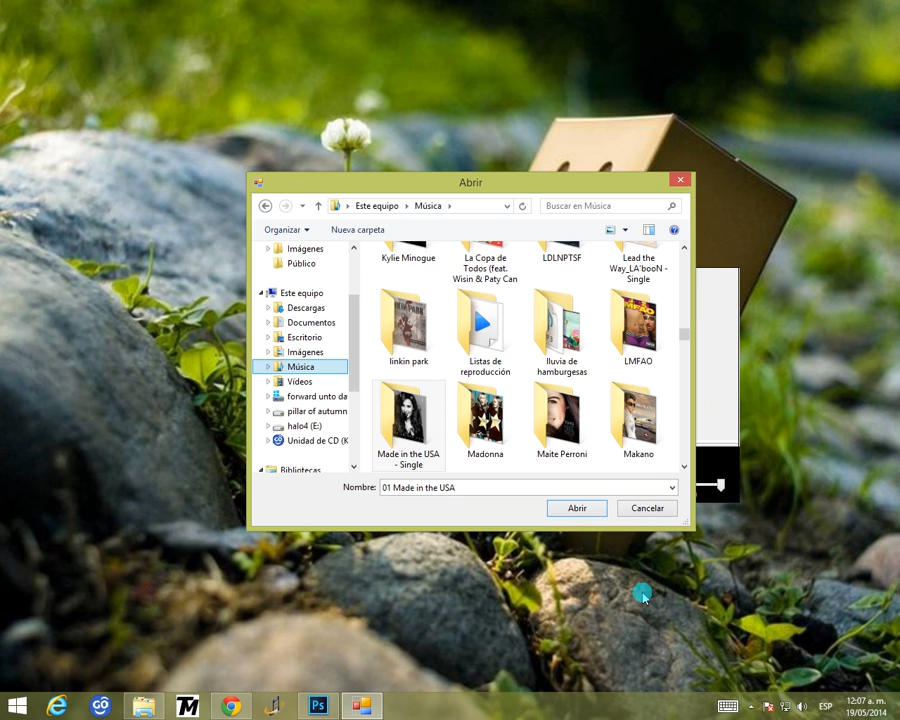 Abrir
Este equipo
Música
Buscar en Música
Organizar
Nueva carpeta
Imágenes
Público
Este equipo
Descargas
Documentos
Escritorio
Imágenes
Música
Vídeos
forward unto da
pillar of autumn
halo4 (E:)
Unidad de CD (K
Bibliotecas
Kylie Minogue
La Copa de
Todos (feat.
Wisin & Paty Can
LDLNPTSF
Lead the
Way_LA'booN -
Single
linkin park
Listas de
reproducción
lluvia de
hamburgesas
LMFAO
Made in the USA
- Single
Madonna
Maite Perroni
Makano
Nombre:
01 Made in the USA
Abrir
Cancelar
Ps
ESP
12:07 a. m.
19/05/2014